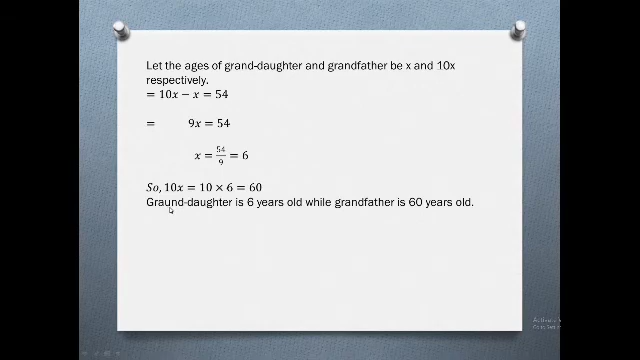 Let the ages of grand-daughter and grandfather be x and 10x
respectively.
= 10x − x = 54
= 9x = 54
x = 54/9 = 6
So, 10x = 10 × 6 = 60
Graund-daughter is 6 years old while grandfather is 60 years old.